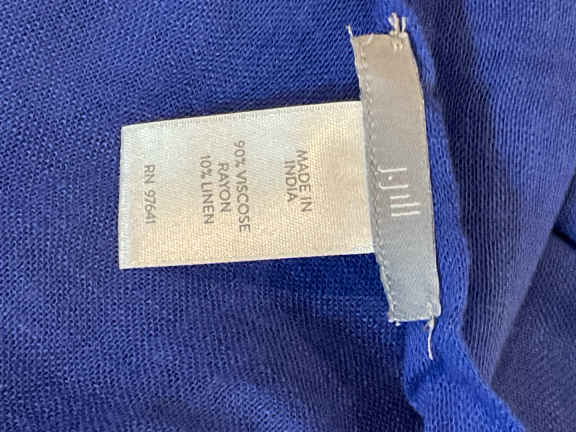 J.Jill
MADE IN
INDIA
90% VISCOSE
RAYON
10% LINEN
RN 97641